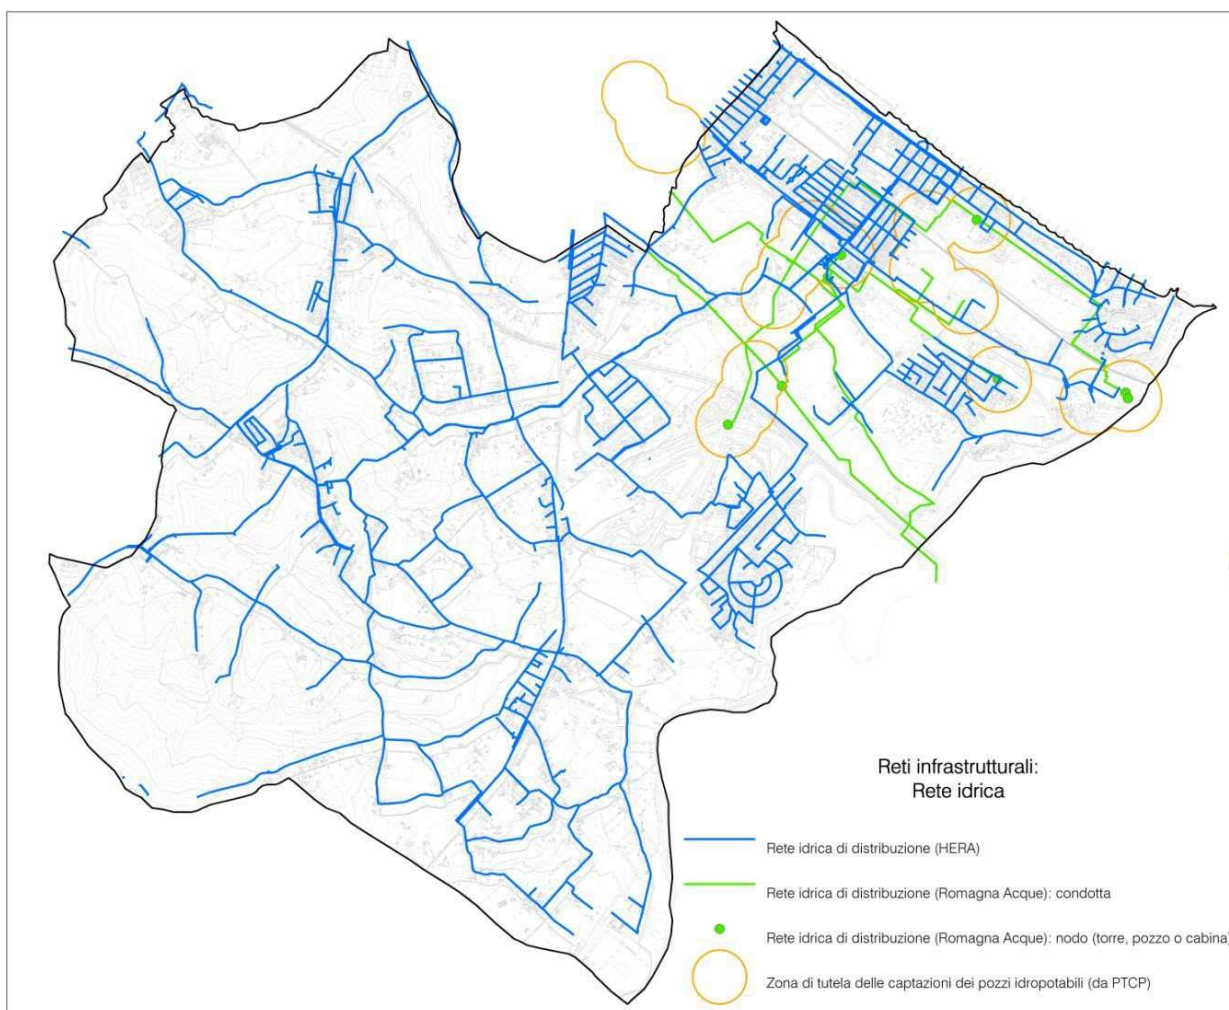 Reti infrastrutturali:
Rete idrica
Rete idrica di distribuzione (HERA)
Rete idrica di distribuzione (Romagna Acque): condotta
Rete idrica di distribuzione (Romagna Acque): nodo (torre, pozzo o cabina)
Zona di tutela delle captazioni dei pozzi idropotabili (da PTCP)